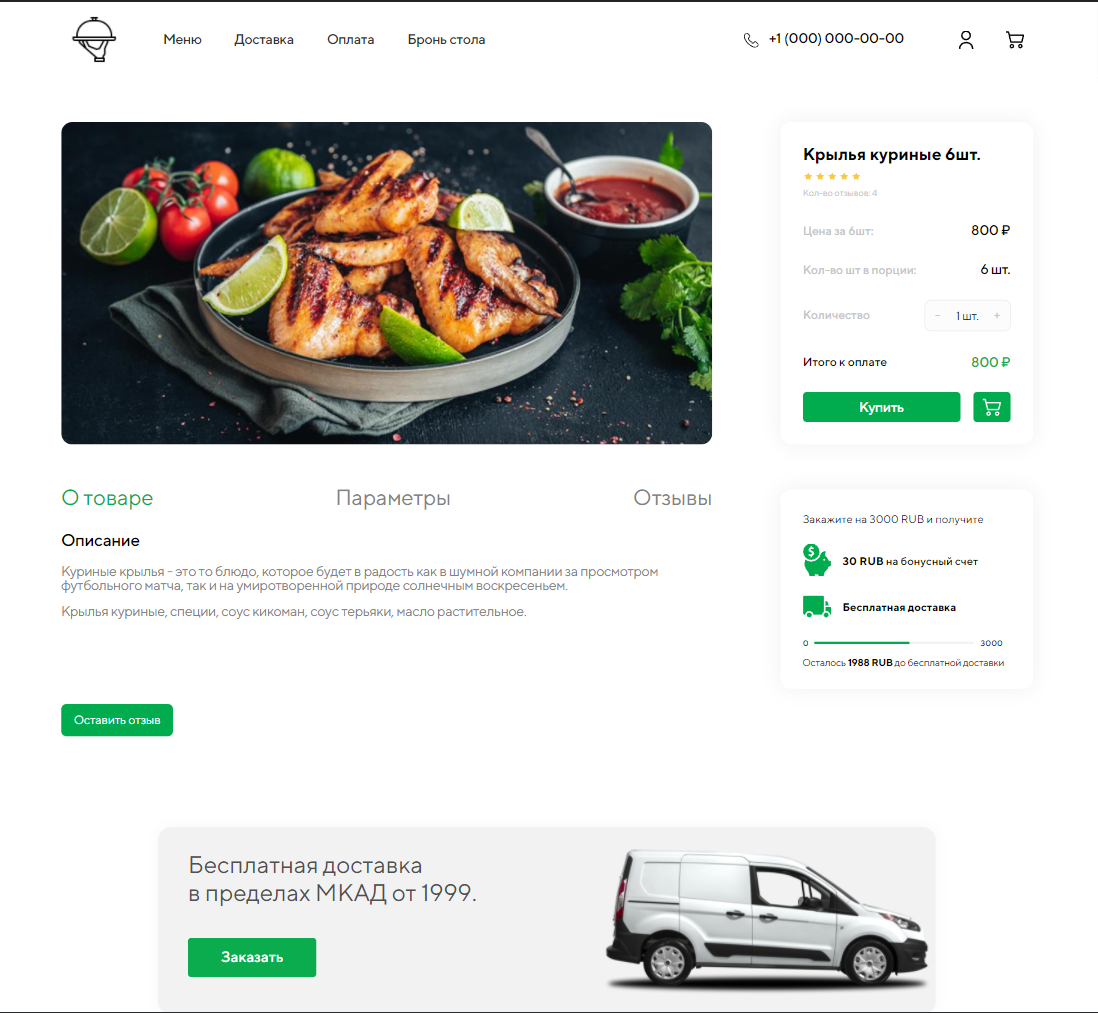 Меню
Доставка
Оплата
Бронь стола
+1 (000) 000-00-00
Крылья куриные 6шт.
Кол-во отзывов: 4
Цена за 6шт:
800 ₽
Кол-во шт в порции:
6 шт.
Количество
- 1 шт. +
Итого к оплате
800 ₽
Купить
О товаре
Параметры
Отзывы
Описание
Куриные крылья - это то блюдо, которое будет в радость как в шумной компании за просмотром
футбольного матча, так и на умиротворенной природе солнечным воскресеньем.
Крылья куриные, специи, соус кикоман, соус терьяки, масло растительное.
Оставить отзыв
Закажите на 3000 RUB и получите
$
30 RUB на бонусный счет
Бесплатная доставка
0
3000
Осталось 1988 RUB до бесплатной доставки
Бесплатная доставка
в пределах МКАД от 1999.
Заказать